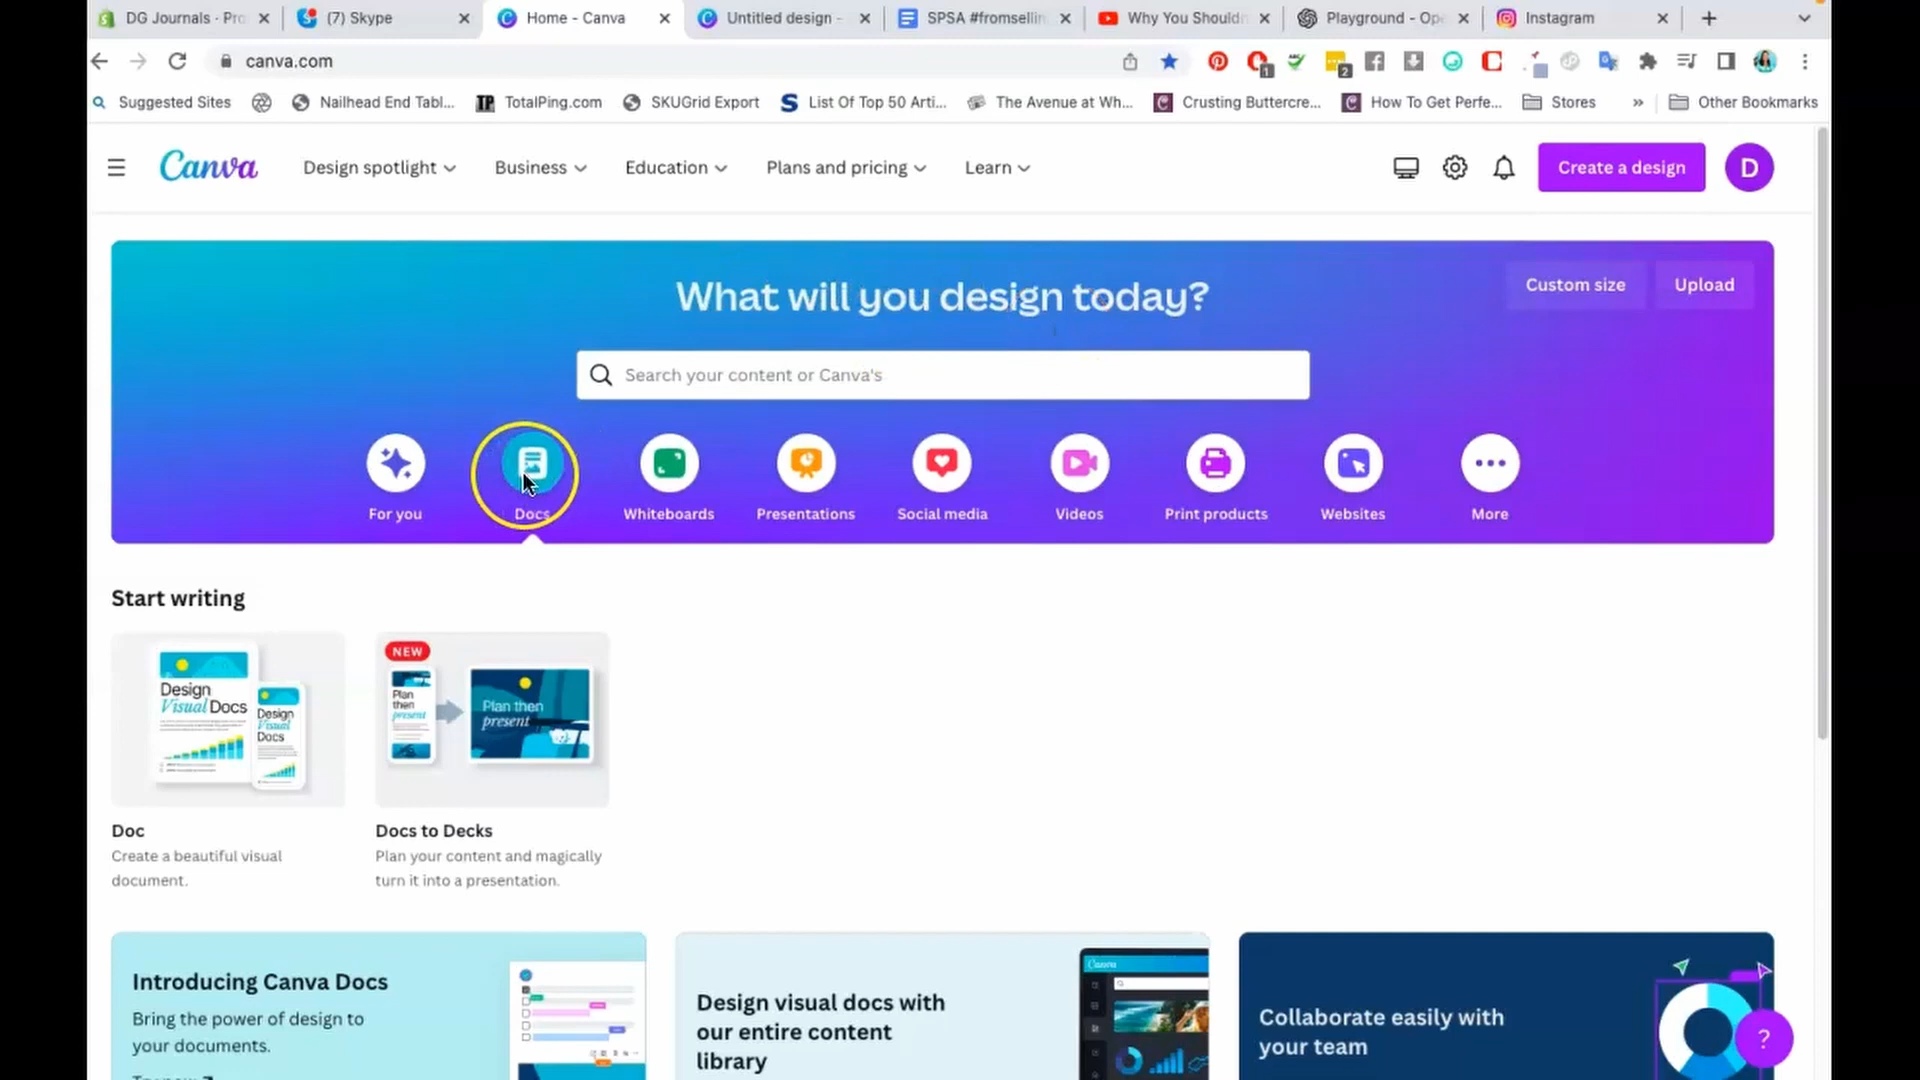 DG Journals · Pro
(7) Skype
Home - Canva
Untitled design -
SPSA #fromsellin
Why You Shouldn
Playground - Ope
Instagram
canva.com
1
2
Suggested Sites
Nailhead End Tabl...
TotalPing.com
SKUGrid Export
List Of Top 50 Arti...
The Avenue at Wh...
Crusting Buttercre...
How To Get Perfe...
Stores
»
Other Bookmarks
Canva
Design spotlight
Business
Education
Plans and pricing
Learn
Create a design
D
What will you design today?
Custom size
Upload
Search your content or Canva's
For you
Docs
Whiteboards
Presentations
Social media
Videos
Print products
Websites
More
Start writing
Design
Visual Docs
Design
Visual
Docs
NEW
Plan
then
present
Plan then
present
Doc
Create a beautiful visual
document.
Docs to Decks
Plan your content and magically
turn it into a presentation.
Introducing Canva Docs
Bring the power of design to
your documents.
Design visual docs with
our entire content
library
Canva
Collaborate easily with
your team
?